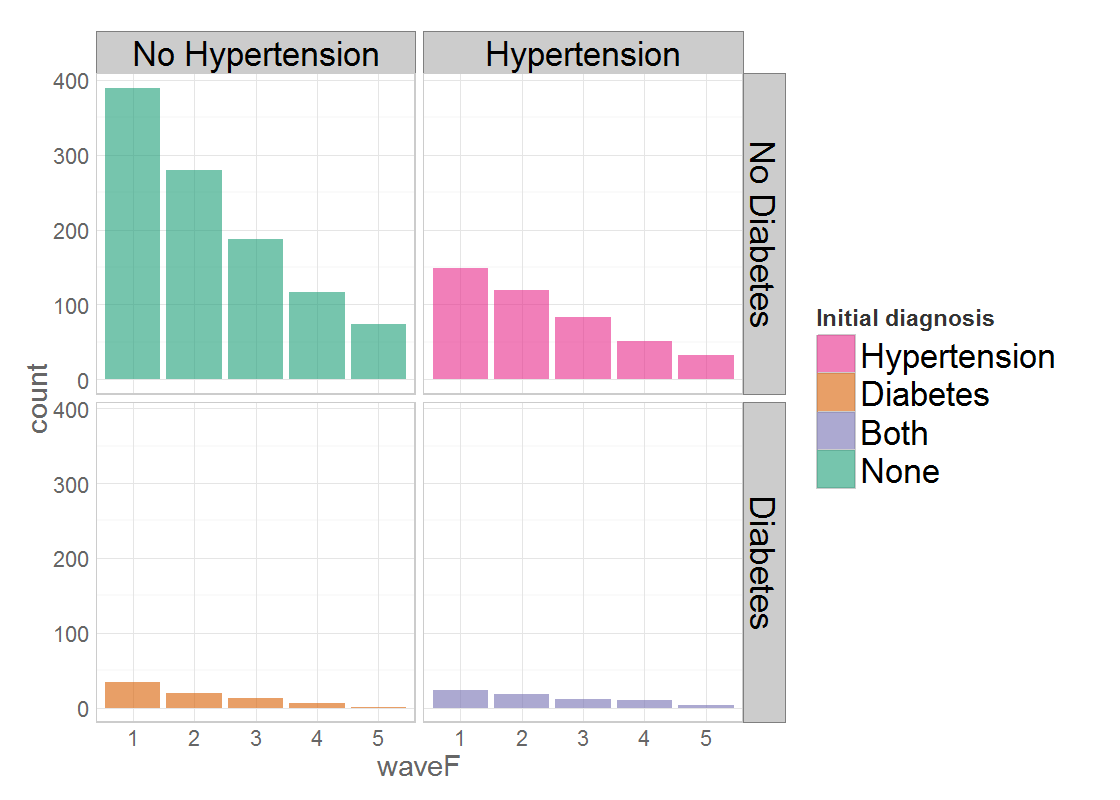 No Hypertension
Hypertension
400
300
200
100
0
No Diabetes
400
300
200
100
0
Diabetes
count
1 2 3 4 5
1 2 3 4 5
waveF
Initial diagnosis
Hypertension
Diabetes
Both
None